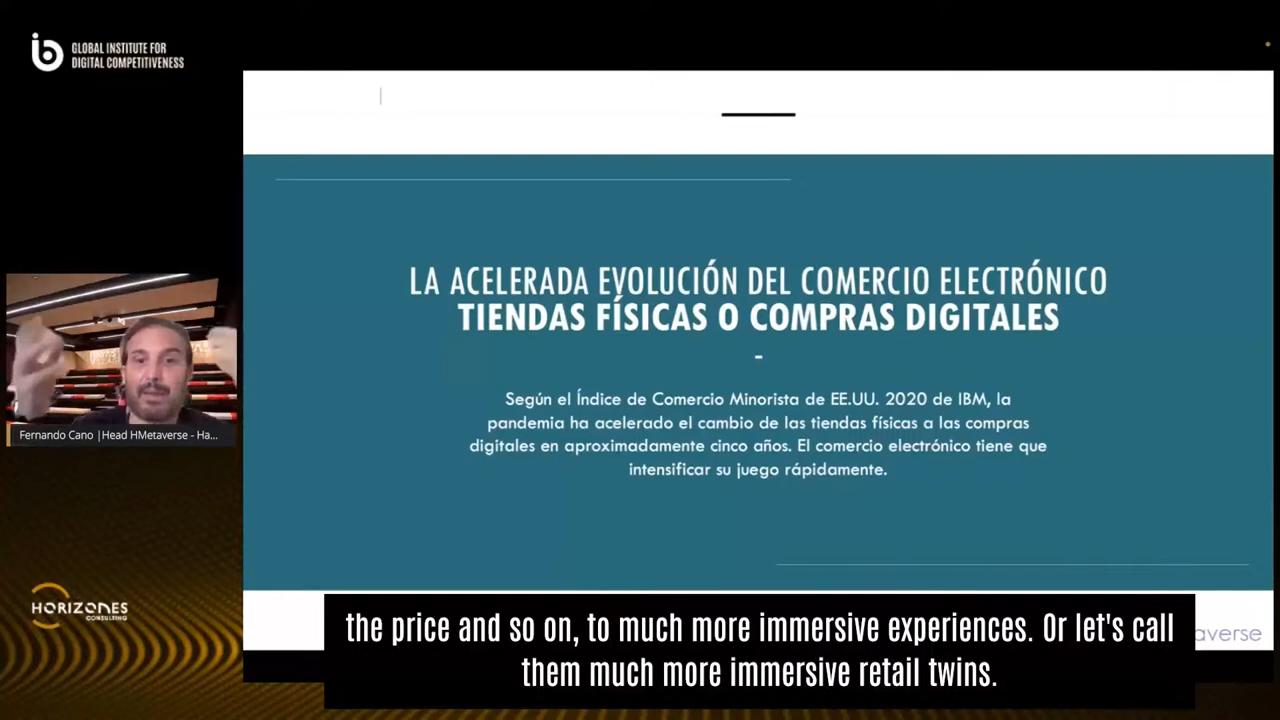 GLOBAL INSTITUTE FOR
DIGITAL COMPETITIVENESS
LA ACELERADA EVOLUCIÓN DEL COMERCIO ELECTRÓNICO
TIENDAS FÍSICAS O COMPRAS DIGITALES
-
Según el Índice de Comercio Minorista de EE.UU. 2020 de IBM, la
pandemia ha acelerado el cambio de las tiendas físicas a las compras
digitales en aproximadamente cinco años. El comercio electrónico tiene que
intensificar su juego rápidamente.
Fernando Cano |Head HMetaverse - Ha...
HORIZONES
CONSULTING
averse
the price and so on, to much more immersive experiences. Or let's call
them much more immersive retail twins.